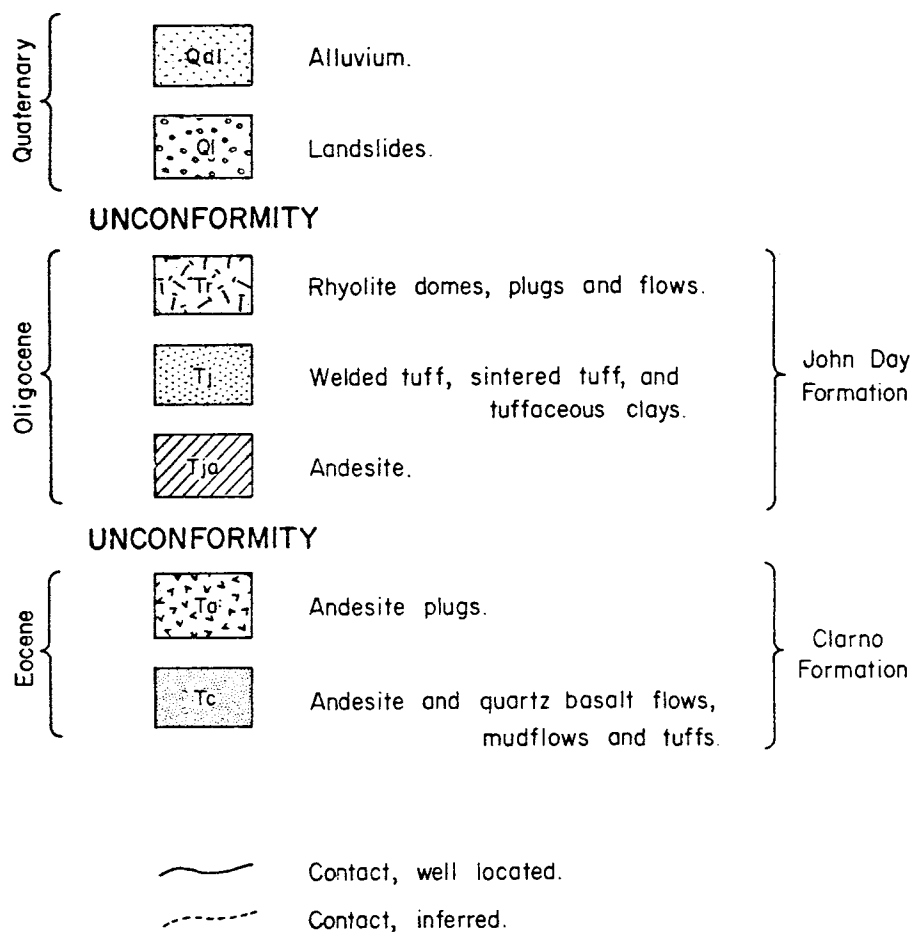 Quaternary
Qal
Alluvium.
Ql
Landslides.
UNCONFORMITY
Oligocene
Tr
Rhyolite domes, plugs and flows.
Tj
Welded tuff, sintered tuff, and
tuffaceous clays.
Tja
Andesite.
John Day
Formation
UNCONFORMITY
Eocene
Ta
Andesite plugs.
Tc
Andesite and quartz basalt flows,
mudflows and tuffs.
Clarno
Formation
Contact, well located.
Contact, inferred.